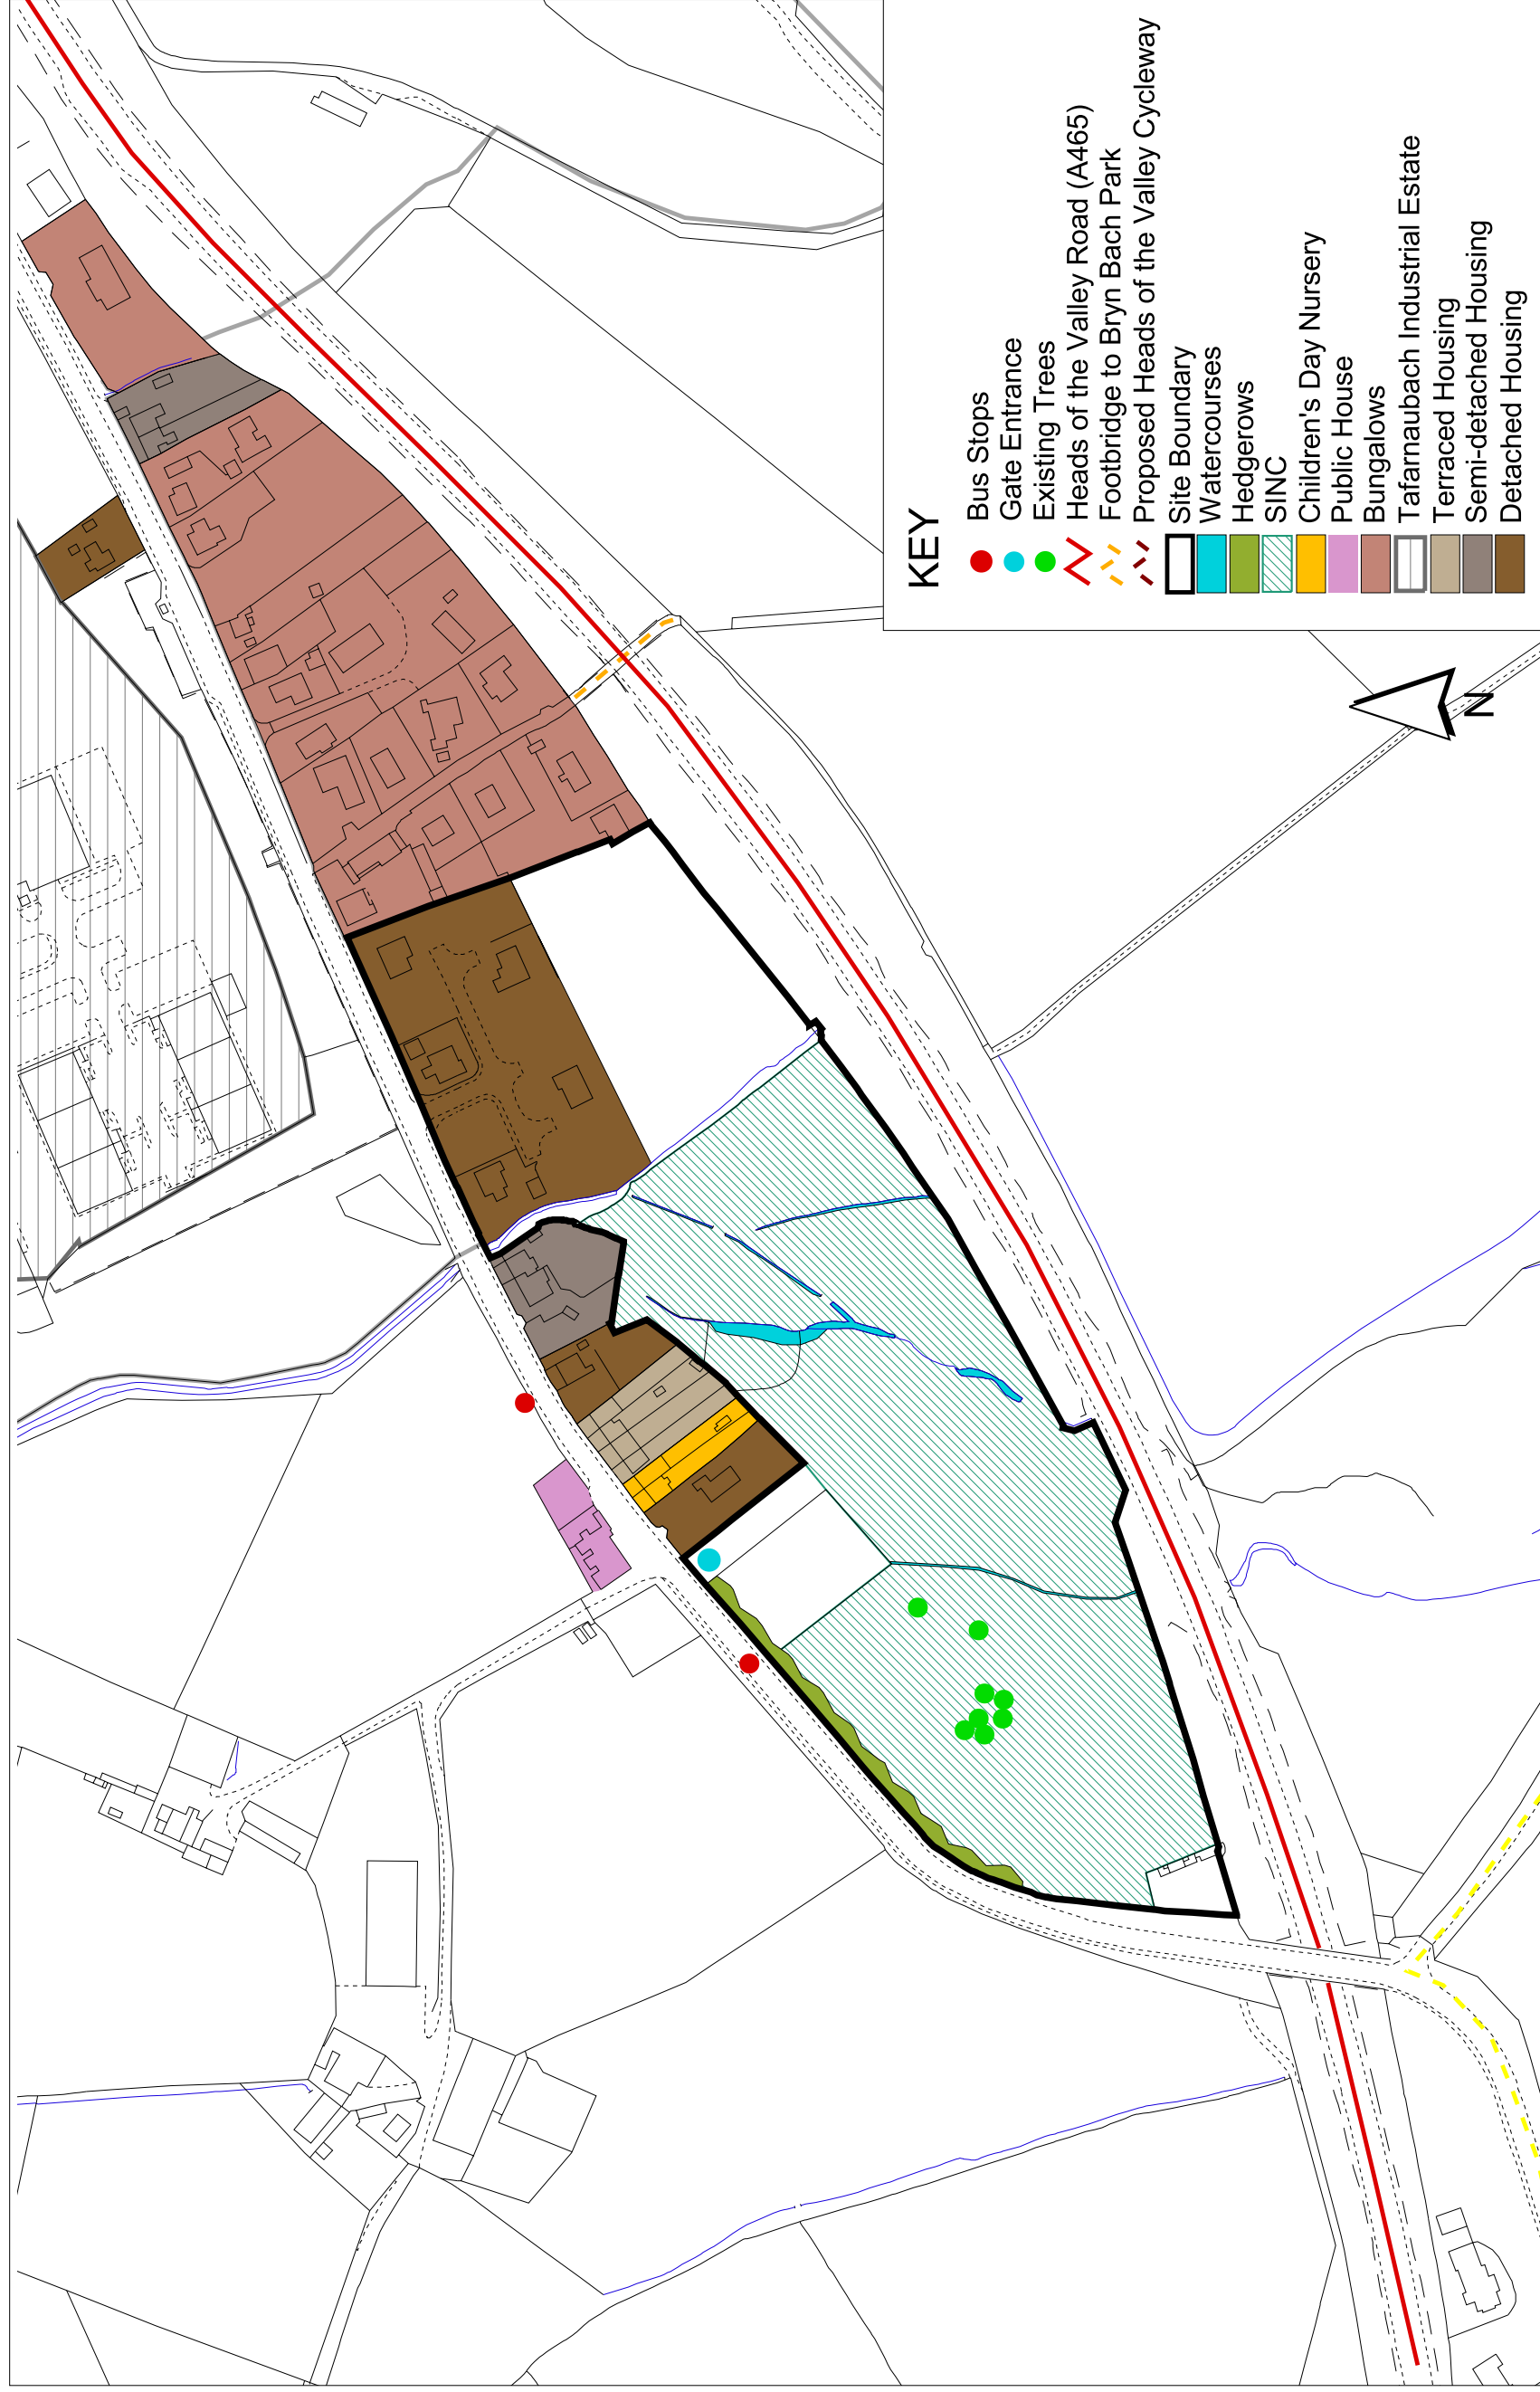 KEY
Bus Stops
Gate Entrance
Existing Trees
Heads of the Valley Road (A465)
Footbridge to Bryn Bach Park
Proposed Heads of the Valley Cycleway
Site Boundary
Watercourses
Hedgerows
SINC
Children's Day Nursery
Public House
Bungalows
Tafarnaubach Industrial Estate
Terraced Housing
Semi-detached Housing
Detached Housing
N